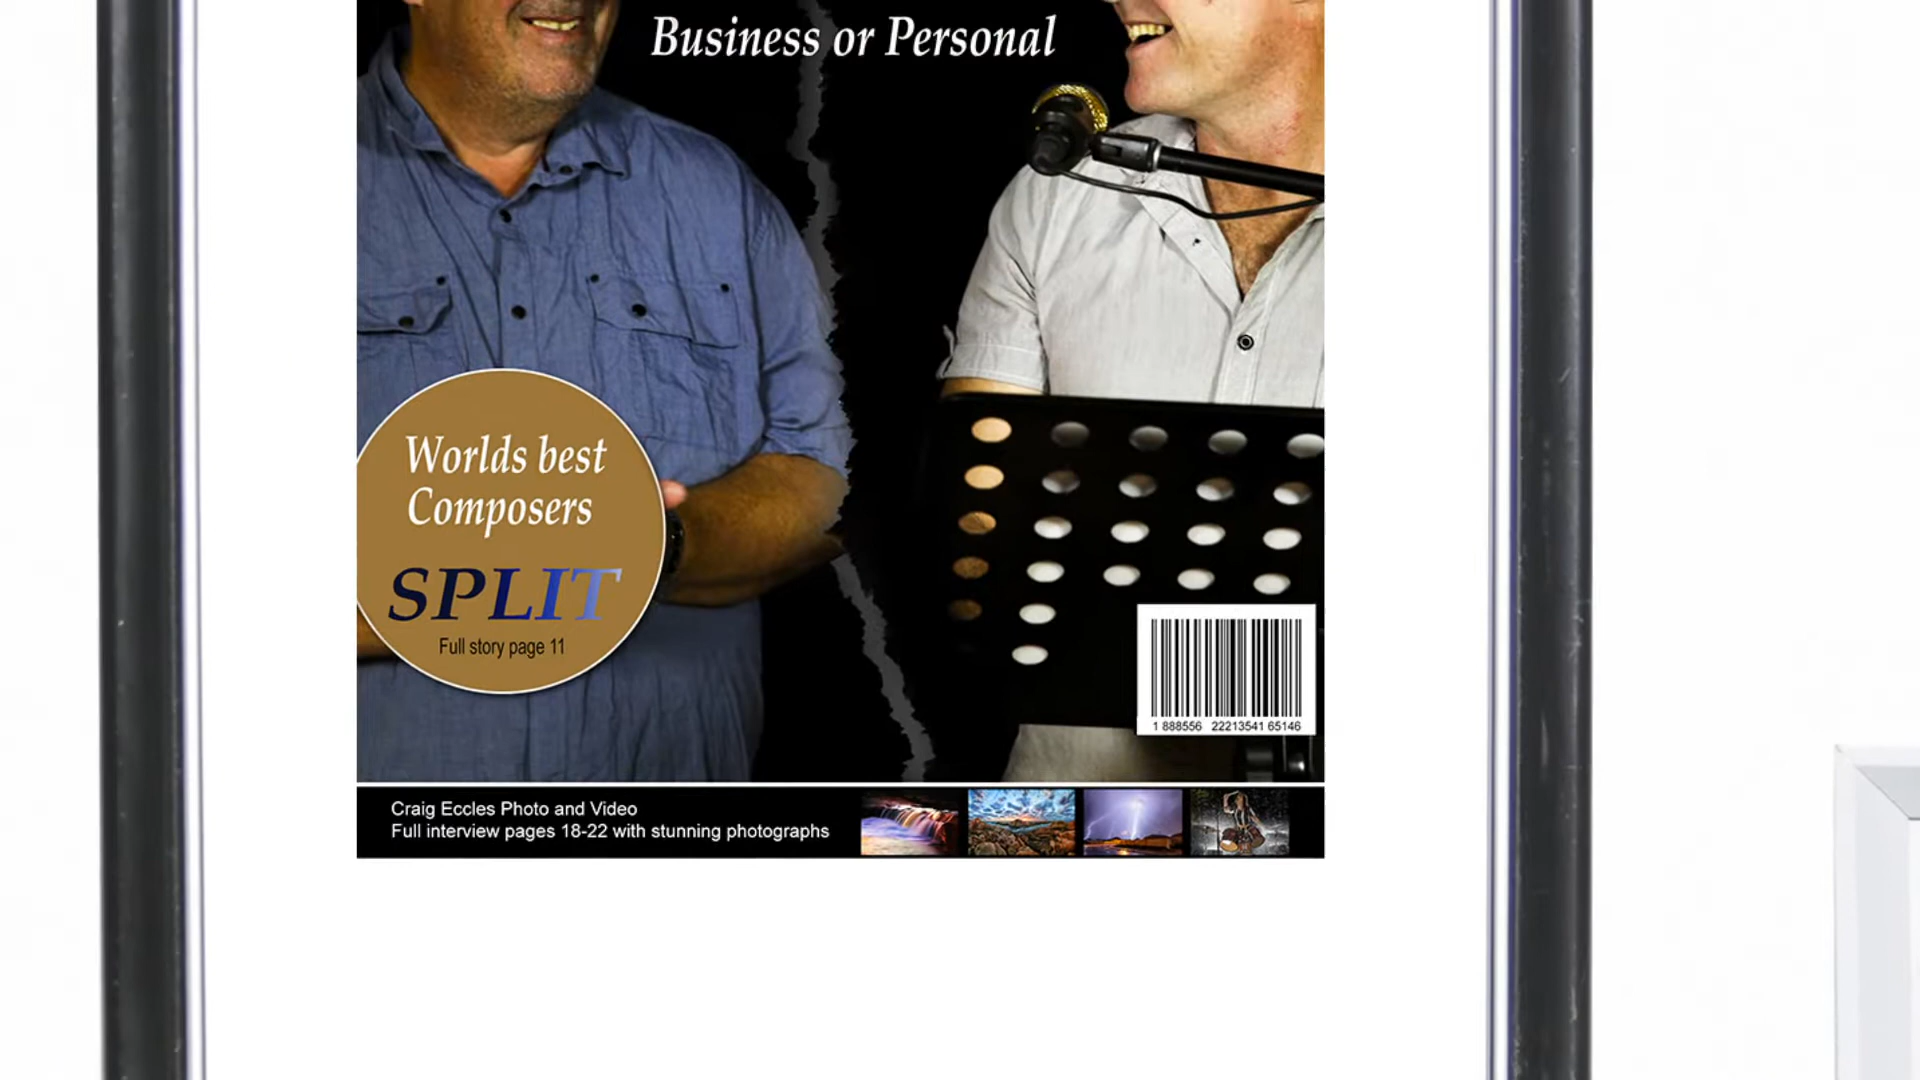 Business or Personal
Worlds best
Composers
SPLIT
Full story page 11
1 888556 22213541 65146
Craig Eccles Photo and Video
Full interview pages 18-22 with stunning photographs